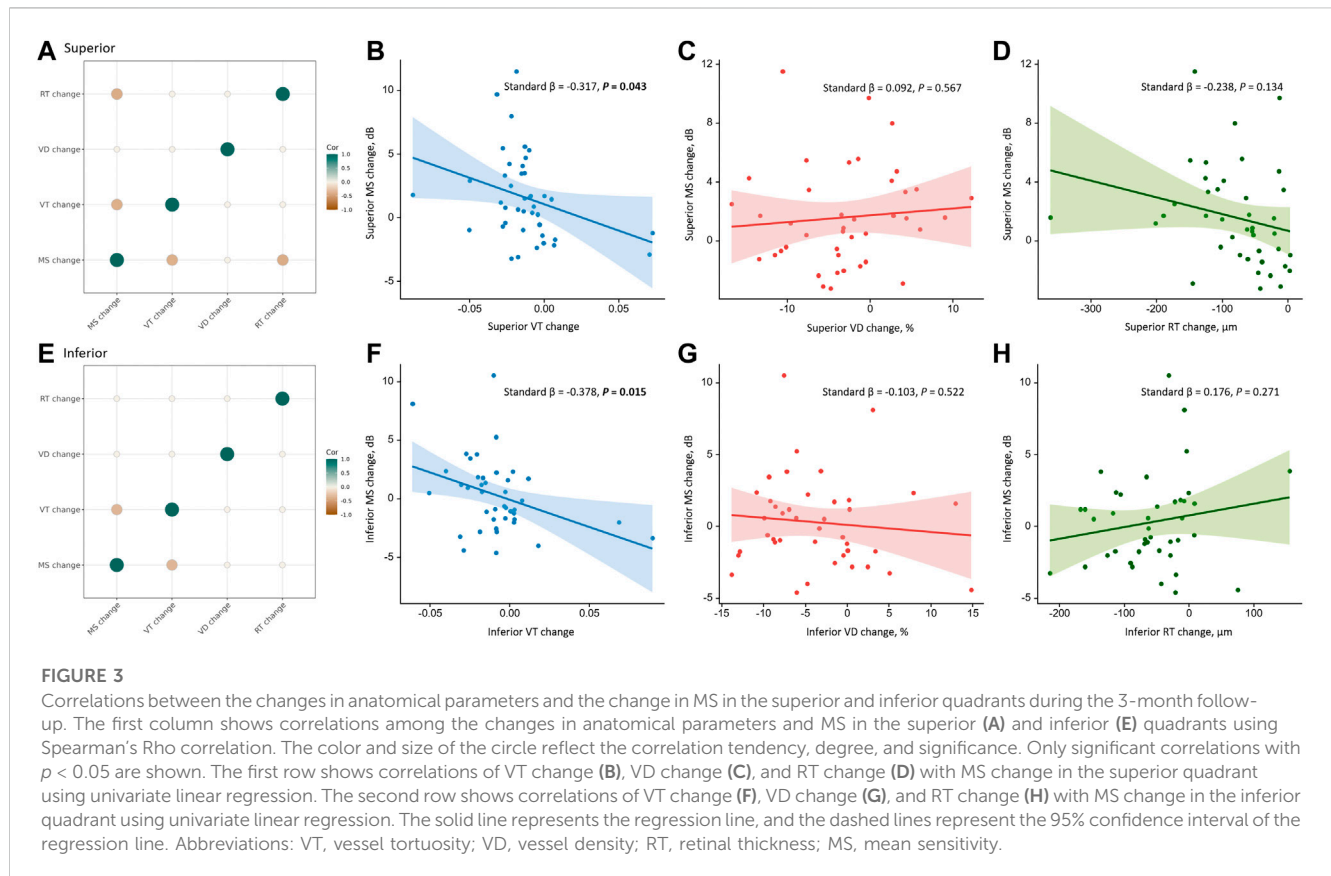 A Superior
RT change
VD change
VT change
MS change
MS change
VT change
VD change
RT change
Cor
1.0
0.5
0.0
-0.5
-1.0
B
Standard β = -0.317, P = 0.043
Superior MS change, dB
10
5
0
-5
-0.05
0.00
0.05
Superior VT change
C
Standard β = 0.092, P = 0.567
Superior MS change, dB
12
8
4
0
-10
0
10
Superior VD change, %
D
Standard β = -0.238, P = 0.134
Superior MS change, dB
12
8
4
0
-300
-200
-100
0
Superior RT change, μm
E Inferior
RT change
VD change
VT change
MS change
MS change
VT change
VD change
RT change
Cor
1.0
0.5
0.0
-0.5
-1.0
F
Standard β = -0.378, P = 0.015
Inferior MS change, dB
10
5
0
-5
-0.05
0.00
0.05
Inferior VT change
G
Standard β = -0.103, P = 0.522
Inferior MS change, dB
10
5
0
-5
-15
-10
-5
0
5
10
15
Inferior VD change, %
H
Standard β = 0.176, P = 0.271
Inferior MS change, dB
10
5
0
-5
-200
-100
0
100
Inferior RT change, μm
FIGURE 3
Correlations between the changes in anatomical parameters and the change in MS in the superior and inferior quadrants during the 3-month follow-
up. The first column shows correlations among the changes in anatomical parameters and MS in the superior (A) and inferior (E) quadrants using
Spearman's Rho correlation. The color and size of the circle reflect the correlation tendency, degree, and significance. Only significant correlations with
p < 0.05 are shown. The first row shows correlations of VT change (B), VD change (C), and RT change (D) with MS change in the superior quadrant
using univariate linear regression. The second row shows correlations of VT change (F), VD change (G), and RT change (H) with MS change in the inferior
quadrant using univariate linear regression. The solid line represents the regression line, and the dashed lines represent the 95% confidence interval of the
regression line. Abbreviations: VT, vessel tortuosity; VD, vessel density; RT, retinal thickness; MS, mean sensitivity.